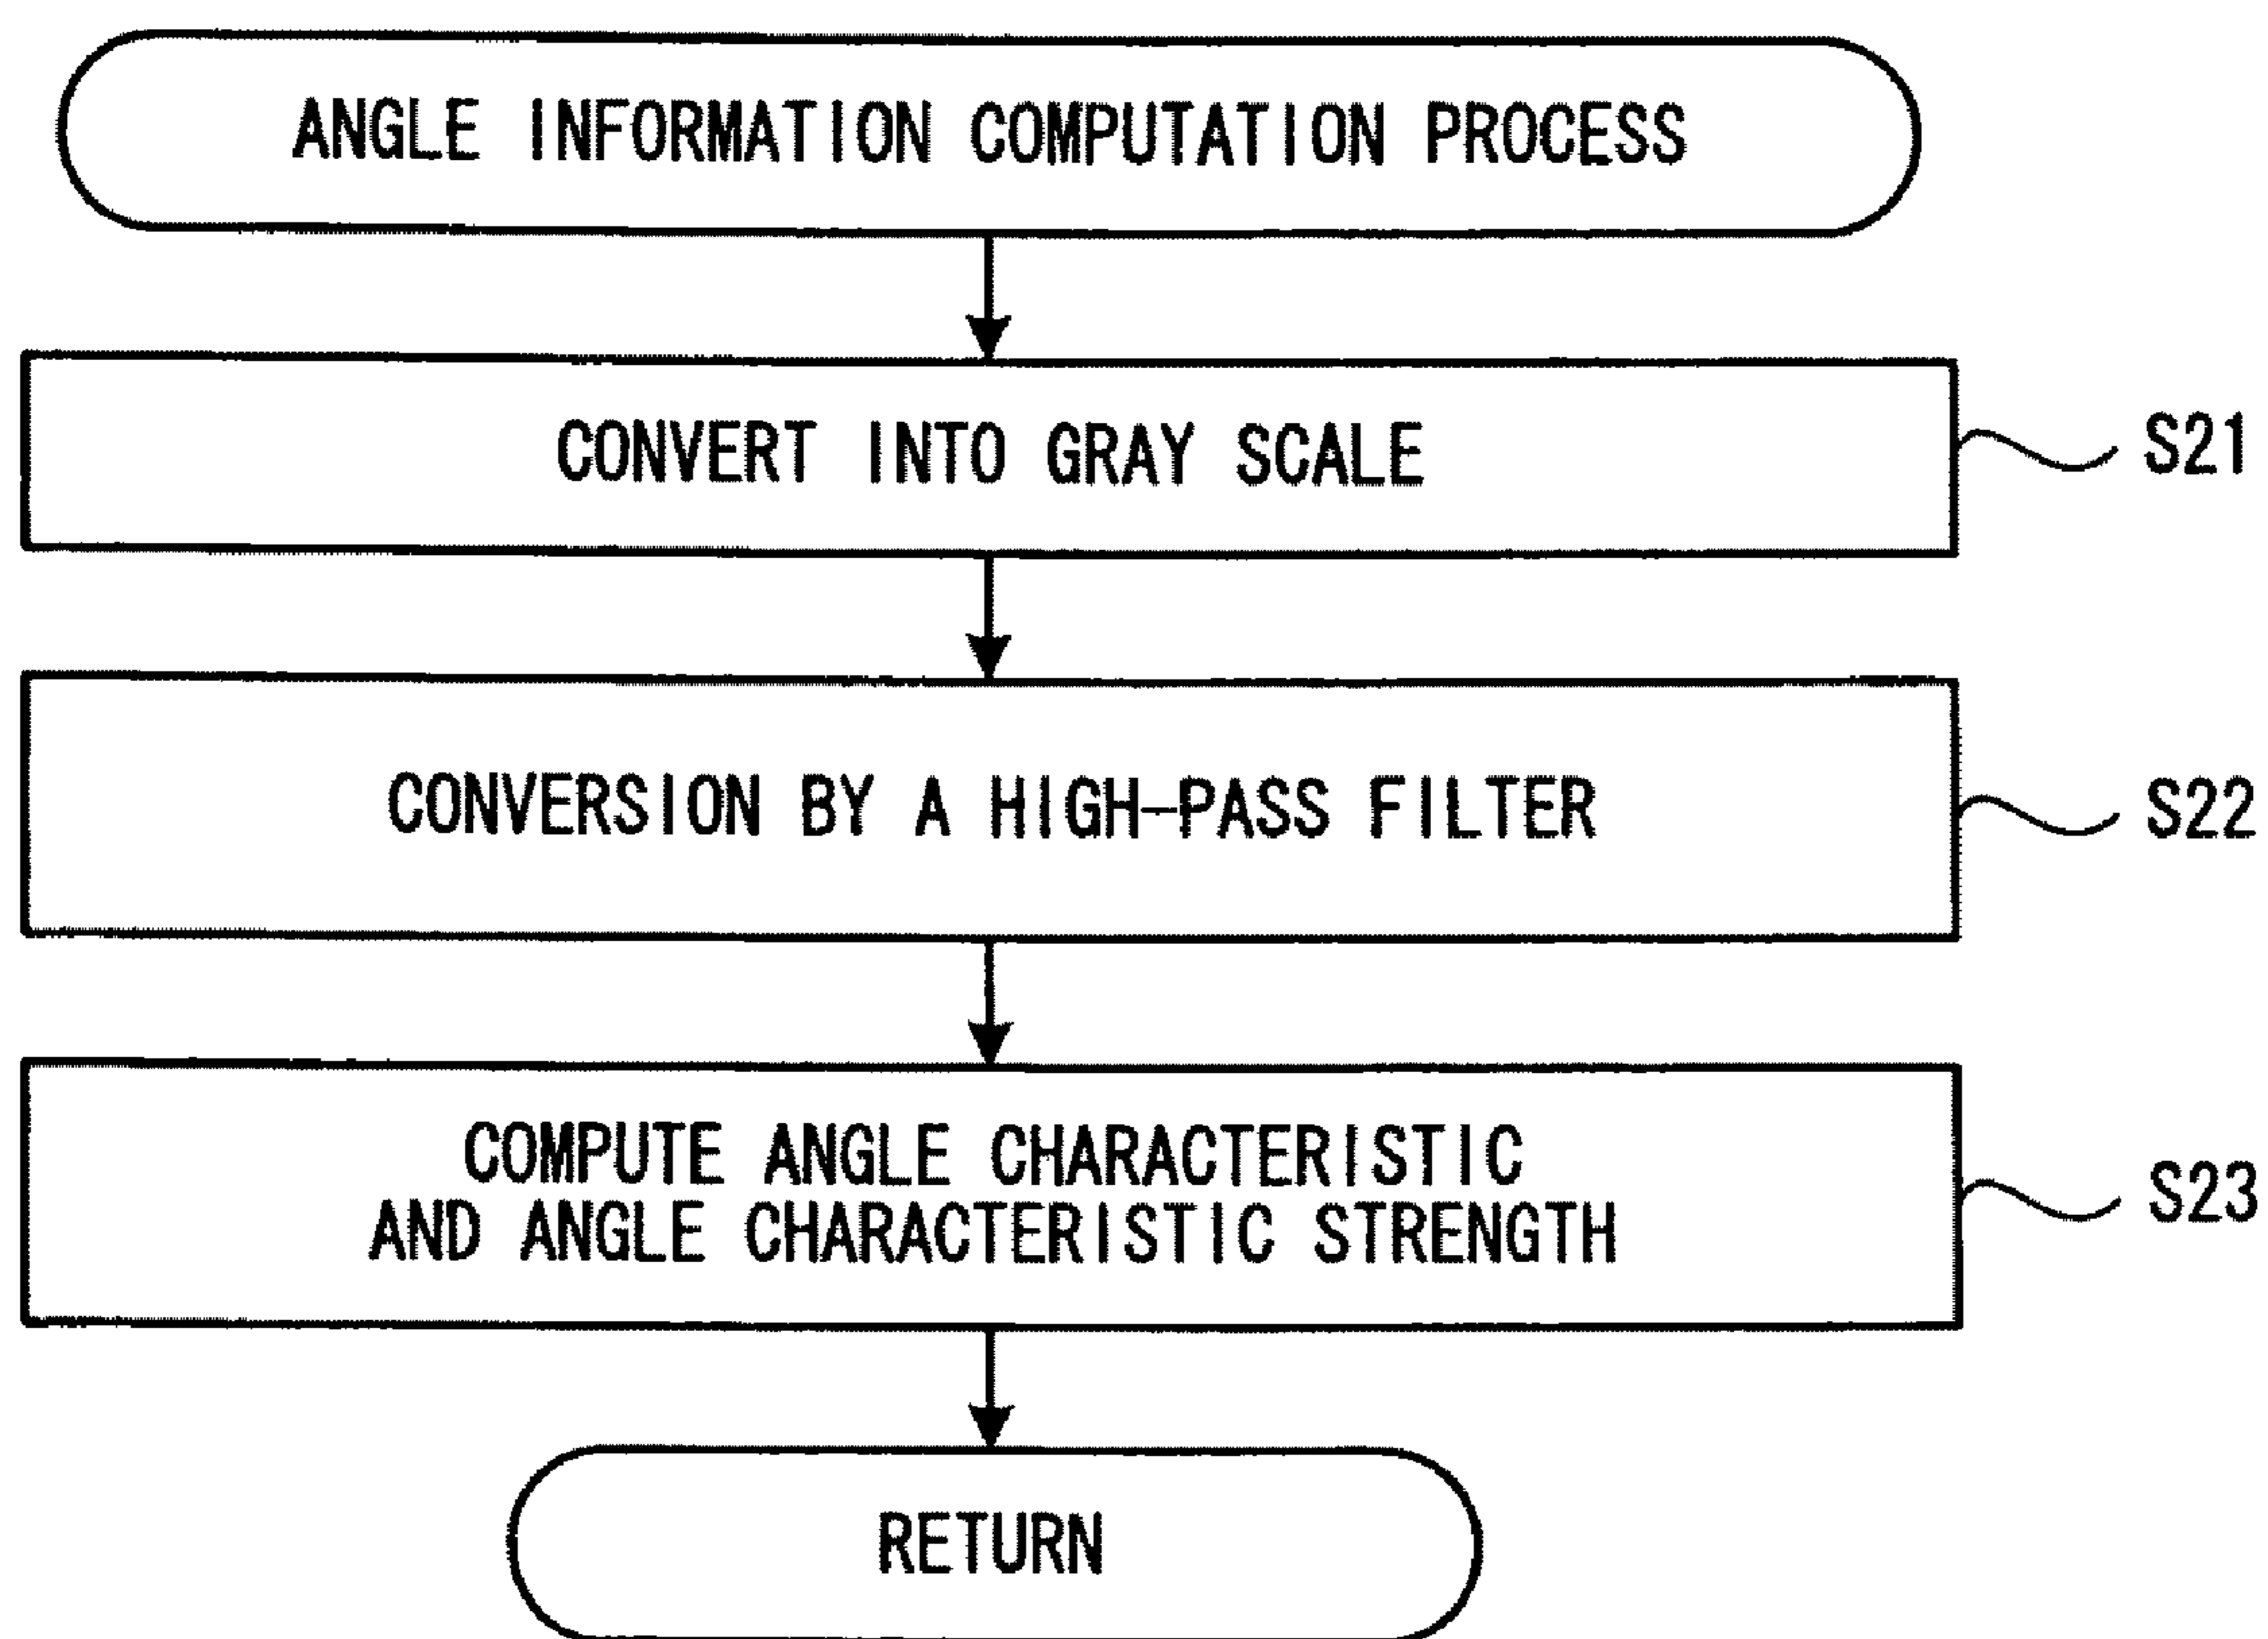 ANGLE INFORMATION COMPUTATION PROCESS
CONVERT INTO GRAY SCALE
S21
CONVERSION BY A HIGH-PASS FILTER
S22
COMPUTE ANGLE CHARACTERISTIC
AND ANGLE CHARACTERISTIC STRENGTH
S23
RETURN